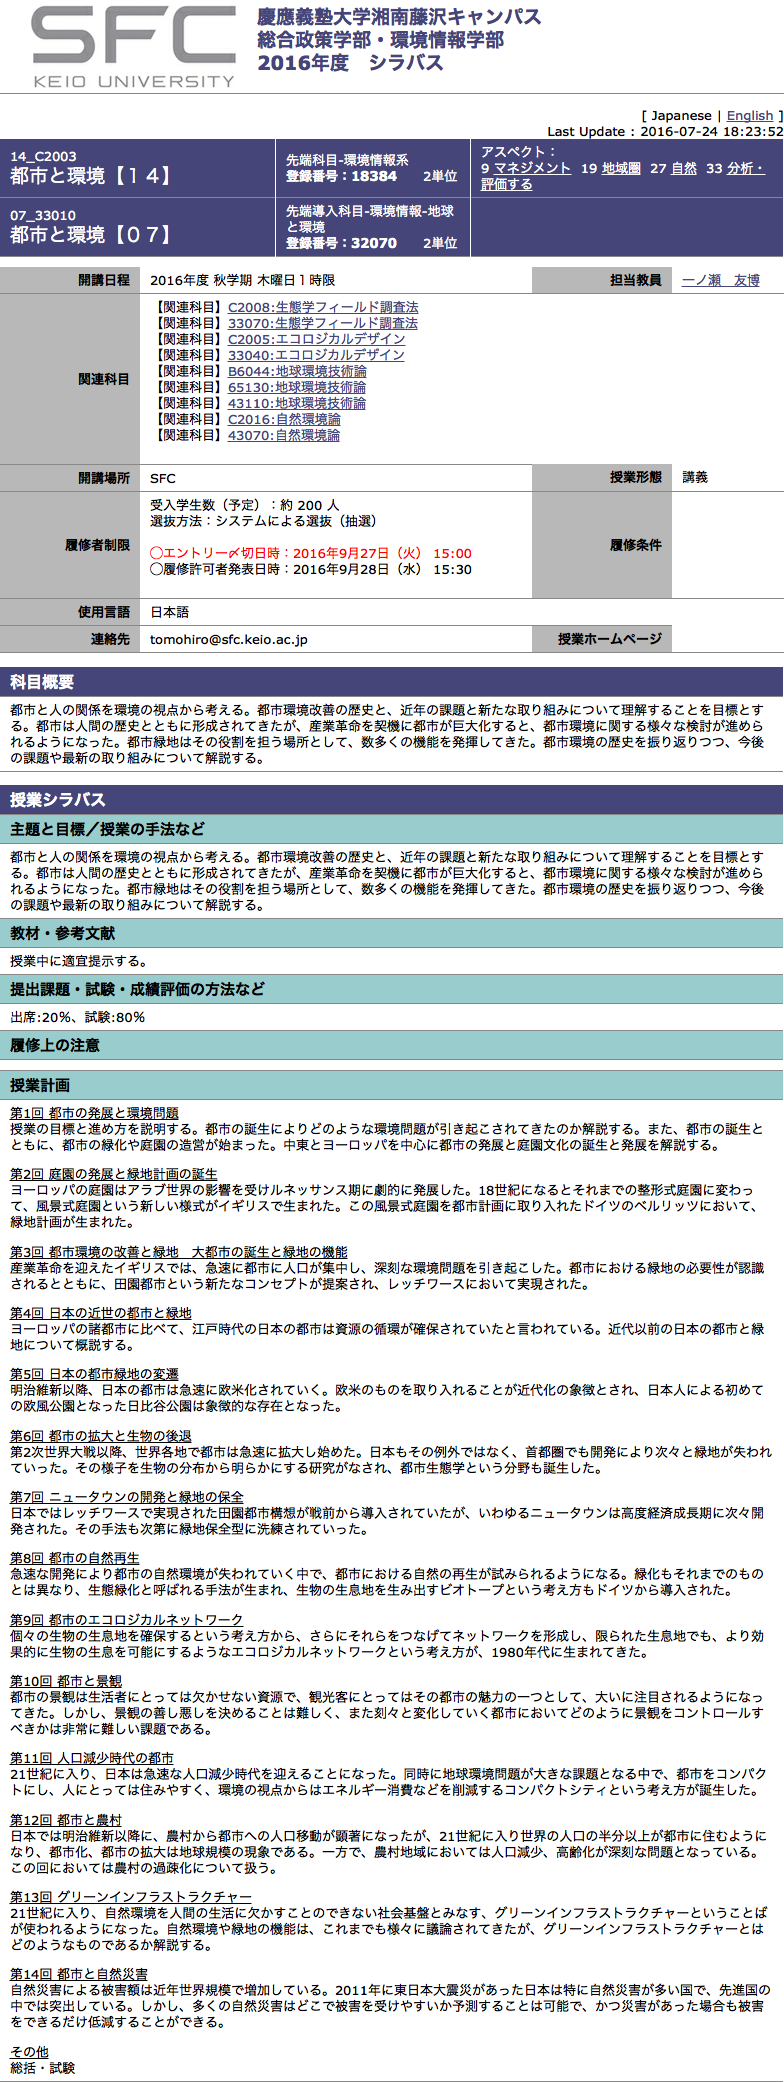 SFC
KEIO UNIVERSITY
慶應義塾大学湘南藤沢キャンパス
総合政策学部・環境情報学部
2016年度　シラバス
[ Japanese | English ]
Last Update : 2016-07-24 18:23:52
14_C2003
都市と環境【１４】
先端科目-環境情報系
登録番号：18384　2単位
アスペクト：
9 マネジメント 19 地域圏 27 自然 33 分析・
評価する
07_33010
都市と環境【０７】
先端導入科目-環境情報-地球
と環境
登録番号：32070　2単位
開講日程
2016年度 秋学期 木曜日１時限
担当教員
一ノ瀬　友博
関連科目
【関連科目】C2008:生態学フィールド調査法
【関連科目】33070:生態学フィールド調査法
【関連科目】C2005:エコロジカルデザイン
【関連科目】33040:エコロジカルデザイン
【関連科目】B6044:地球環境技術論
【関連科目】65130:地球環境技術論
【関連科目】43110:地球環境技術論
【関連科目】C2016:自然環境論
【関連科目】43070:自然環境論
開講場所
SFC
授業形態
講義
履修者制限
受入学生数（予定）：約 200 人
選抜方法：システムによる選抜（抽選）
◯エントリー〆切日時：2016年9月27日（火） 15:00
◯履修許可者発表日時：2016年9月28日（水） 15:30
履修条件
使用言語
日本語
連絡先
tomohiro@sfc.keio.ac.jp
授業ホームページ
科目概要
都市と人の関係を環境の視点から考える。都市環境改善の歴史と、近年の課題と新たな取り組みについて理解することを目標とす
る。都市は人間の歴史とともに形成されてきたが、産業革命を契機に都市が巨大化すると、都市環境に関する様々な検討が進めら
れるようになった。都市緑地はその役割を担う場所として、数多くの機能を発揮してきた。都市環境の歴史を振り返りつつ、今後
の課題や最新の取り組みについて解説する。
授業シラバス
主題と目標／授業の手法など
都市と人の関係を環境の視点から考える。都市環境改善の歴史と、近年の課題と新たな取り組みについて理解することを目標とす
る。都市は人間の歴史とともに形成されてきたが、産業革命を契機に都市が巨大化すると、都市環境に関する様々な検討が進めら
れるようになった。都市緑地はその役割を担う場所として、数多くの機能を発揮してきた。都市環境の歴史を振り返りつつ、今後
の課題や最新の取り組みについて解説する。
教材・参考文献
授業中に適宜提示する。
提出課題・試験・成績評価の方法など
出席:20%、試験:80%
履修上の注意
授業計画
第1回 都市の発展と環境問題
授業の目標と進め方を説明する。都市の誕生によりどのような環境問題が引き起こされてきたのか解説する。また、都市の誕生と
ともに、都市の緑化や庭園の造営が始まった。中東とヨーロッパを中心に都市の発展と庭園文化の誕生と発展を解説する。
第2回 庭園の発展と緑地計画の誕生
ヨーロッパの庭園はアラブ世界の影響を受けルネッサンス期に劇的に発展した。18世紀になるとそれまでの整形式庭園に変わっ
て、風景式庭園という新しい様式がイギリスで生まれた。この風景式庭園を都市計画に取り入れたドイツのベルリッツにおいて、
緑地計画が生まれた。
第3回 都市環境の改善と緑地　大都市の誕生と緑地の機能
産業革命を迎えたイギリスでは、急速に都市に人口が集中し、深刻な環境問題を引き起こした。都市における緑地の必要性が認識
されるとともに、田園都市という新たなコンセプトが提案され、レッチワースにおいて実現された。
第4回 日本の近世の都市と緑地
ヨーロッパの諸都市に比べて、江戸時代の日本の都市は資源の循環が確保されていたと言われている。近代以前の日本の都市と緑
地について概説する。
第5回 日本の都市緑地の変遷
明治維新以降、日本の都市は急速に欧米化されていく。欧米のものを取り入れることが近代化の象徴とされ、日本人による初めて
の欧風公園となった日比谷公園は象徴的な存在となった。
第6回 都市の拡大と生物の後退
第2次世界大戦以降、世界各地で都市は急速に拡大し始めた。日本もその例外ではなく、首都圏でも開発により次々と緑地が失われ
ていった。その様子を生物の分布から明らかにする研究がなされ、都市生態学という分野も誕生した。
第7回 ニュータウンの開発と緑地の保全
日本ではレッチワースで実現された田園都市構想が戦前から導入されていたが、いわゆるニュータウンは高度経済成長期に次々開
発された。その手法も次第に緑地保全型に洗練されていった。
第8回 都市の自然再生
急速な開発により都市の自然環境が失われていく中で、都市における自然の再生が試みられるようになる。緑化もそれまでのもの
とは異なり、生態緑化と呼ばれる手法が生まれ、生物の生息地を生み出すビオトープという考え方もドイツから導入された。
第9回 都市のエコロジカルネットワーク
個々の生物の生息地を確保するという考え方から、さらにそれらをつなげてネットワークを形成し、限られた生息地でも、より効
果的に生物の生息を可能にするようなエコロジカルネットワークという考え方が、1980年代に生まれてきた。
第10回 都市と景観
都市の景観は生活者にとっては欠かせない資源で、観光客にとってはその都市の魅力の一つとして、大いに注目されるようになっ
てきた。しかし、景観の善し悪しを決めることは難しく、また刻々と変化していく都市においてどのように景観をコントロールす
べきかは非常に難しい課題である。
第11回 人口減少時代の都市
21世紀に入り、日本は急速な人口減少時代を迎えることになった。同時に地球環境問題が大きな課題となる中で、都市をコンパク
トにし、人にとっては住みやすく、環境の視点からはエネルギー消費などを削減するコンパクトシティという考え方が誕生した。
第12回 都市と農村
日本では明治維新以降に、農村から都市への人口移動が顕著になったが、21世紀に入り世界の人口の半分以上が都市に住むように
なり、都市化、都市の拡大は地球規模の現象である。一方で、農村地域においては人口減少、高齢化が深刻な問題となっている。
この回においては農村の過疎化について扱う。
第13回 グリーンインフラストラクチャー
21世紀に入り、自然環境を人間の生活に欠かすことのできない社会基盤とみなす、グリーンインフラストラクチャーということば
が使われるようになった。自然環境や緑地の機能は、これまでも様々に議論されてきたが、グリーンインフラストラクチャーとは
どのようなものであるか解説する。
第14回 都市と自然災害
自然災害による被害額は近年世界規模で増加している。2011年に東日本大震災があった日本は特に自然災害が多い国で、先進国の
中では突出している。しかし、多くの自然災害はどこで被害を受けやすいか予測することは可能で、かつ災害があった場合も被害
をできるだけ低減することができる。
その他
総括・試験